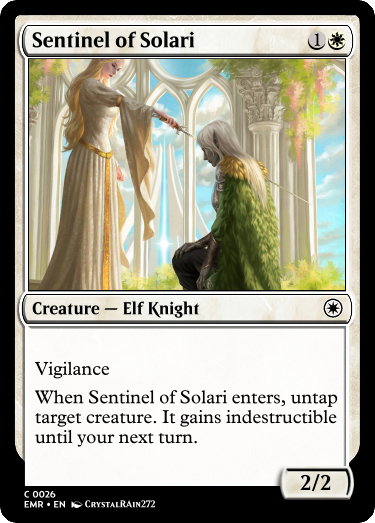 Sentinel of Solari 1
Creature — Elf Knight
Vigilance
When Sentinel of Solari enters, untap
target creature. It gains indestructible
until your next turn.
2/2
C 0026
EMR • EN CrystalRain272